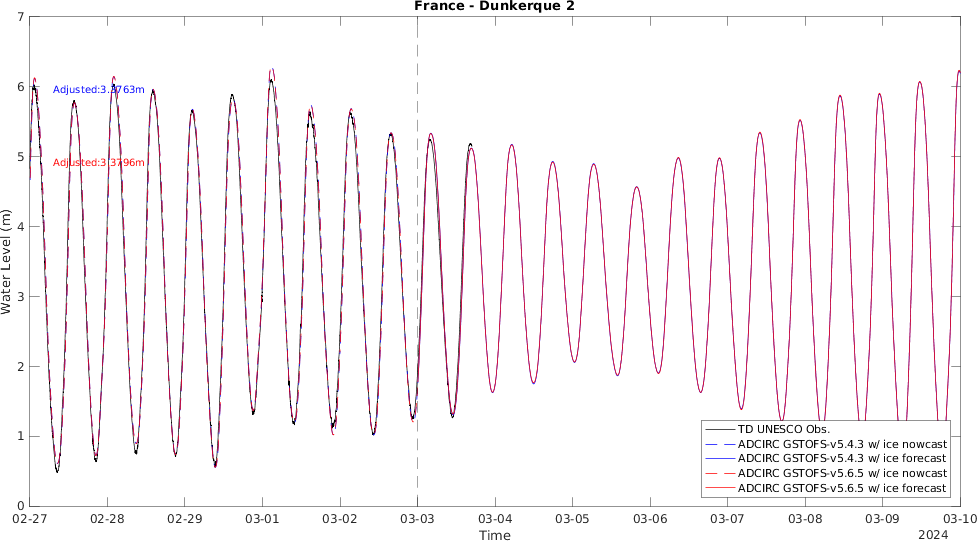 France - Dunkerque 2
7
6
5
4
3
2
1
0
Water Level (m)
Adjusted:3.3763m
Adjusted:3.3796m
TD UNESCO Obs.
ADCIRC GSTOFS-v5.4.3 w/ ice nowcast
ADCIRC GSTOFS-v5.4.3 w/ ice forecast
ADCIRC GSTOFS-v5.6.5 w/ ice nowcast
ADCIRC GSTOFS-v5.6.5 w/ ice forecast
02-27 02-28 02-29 03-01 03-02 03-03 03-04 03-05 03-06 03-07 03-08 03-09 03-10
Time
2024